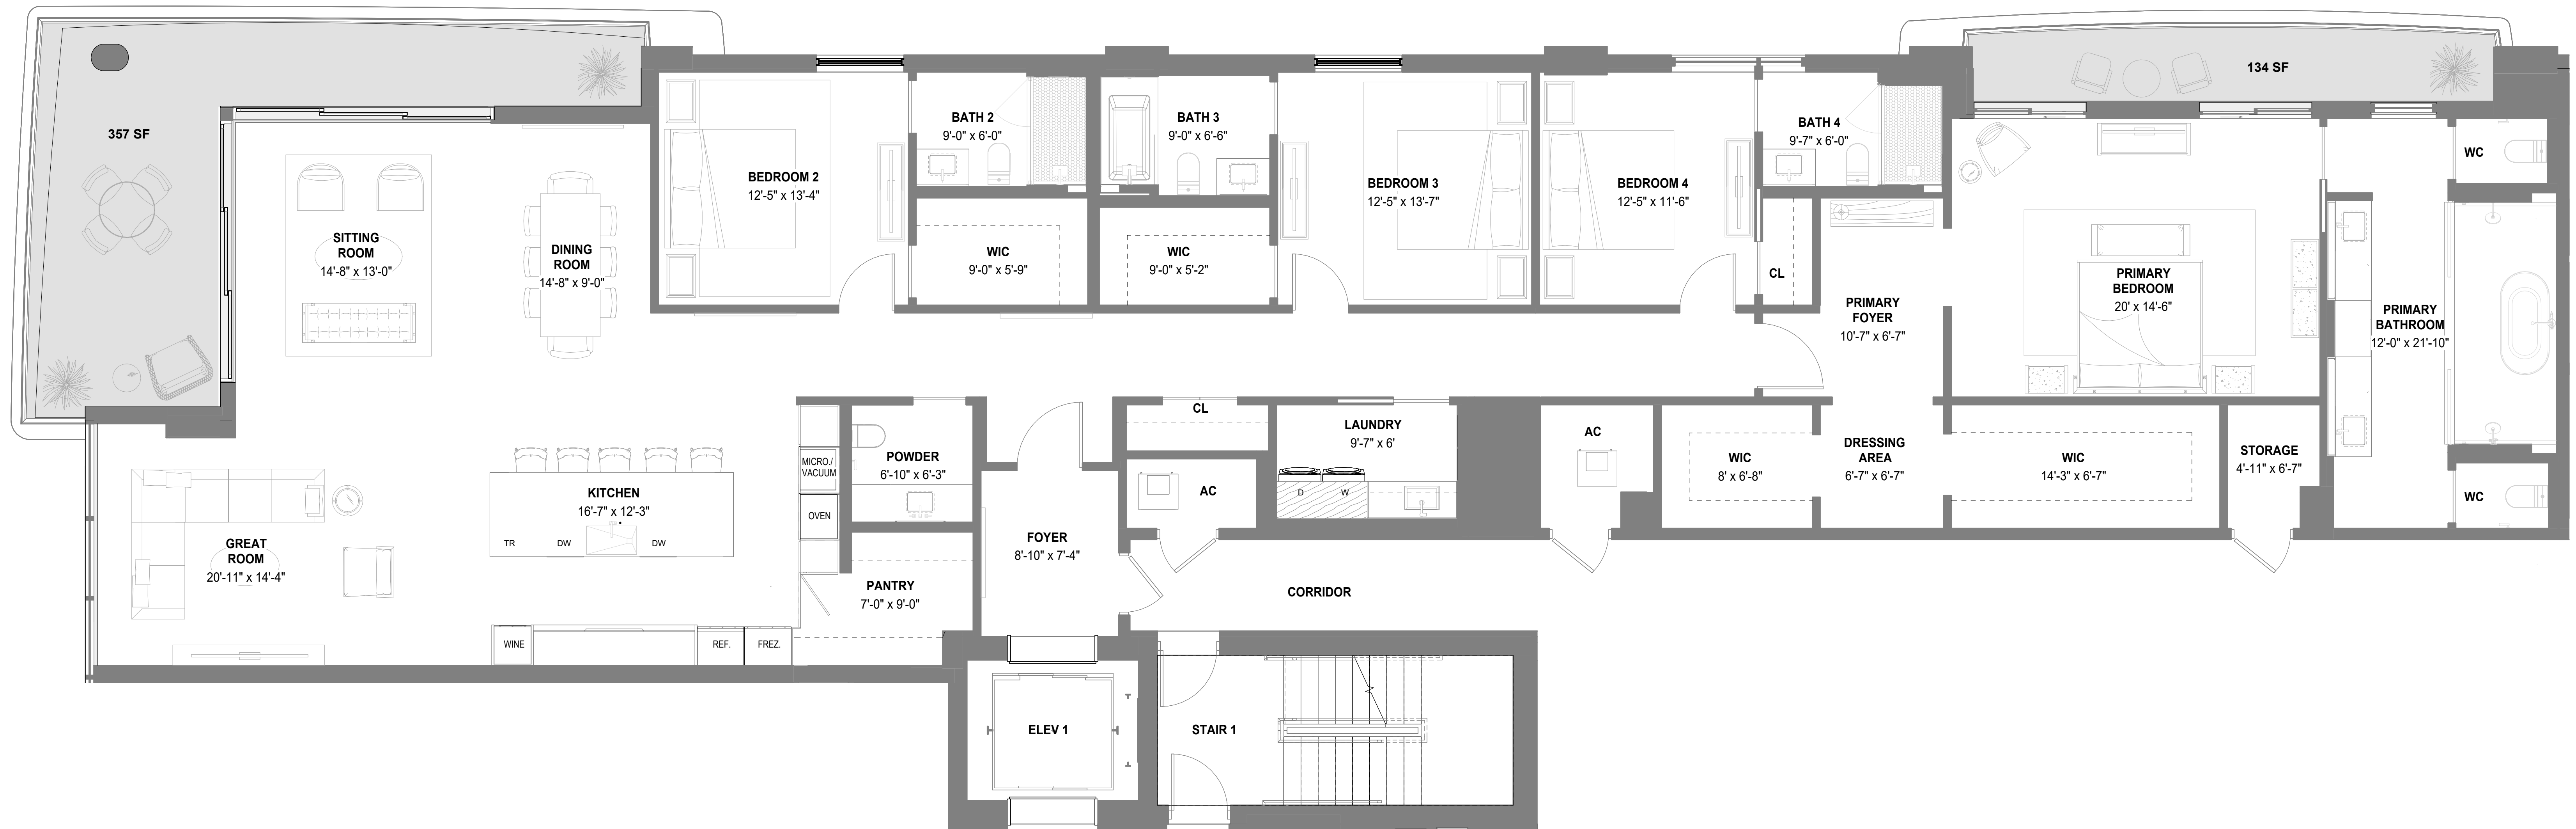 134 SF
357 SF
BATH 2
9'-0" x 6'-0"
BATH 3
9'-0" x 6'-6"
BATH 4
9'-7" x 6'-0"
WC
BEDROOM 2
12'-5" x 13'-4"
BEDROOM 3
12'-5" x 13'-7"
BEDROOM 4
12'-5" x 11'-6"
SITTING
ROOM
14'-8" x 13'-0"
DINING
ROOM
14'-8" x 9'-0"
WIC
9'-0" x 5'-9"
WIC
9'-0" x 5'-2"
CL
PRIMARY
FOYER
10'-7" x 6'-7"
PRIMARY
BEDROOM
20' x 14'-6"
PRIMARY
BATHROOM
12'-0" x 21'-10"
CL
LAUNDRY
9'-7" x 6'
D
W
AC
WIC
8' x 6'-8"
DRESSING
AREA
6'-7" x 6'-7"
WIC
14'-3" x 6'-7"
STORAGE
4'-11" x 6'-7"
WC
MICRO./
VACUUM
OVEN
POWDER
6'-10" x 6'-3"
AC
KITCHEN
16'-7" x 12'-3"
TR
DW
DW
GREAT
ROOM
20'-11" x 14'-4"
FOYER
8'-10" x 7'-4"
PANTRY
7'-0" x 9'-0"
CORRIDOR
WINE
REF.
FREZ.
ELEV 1
STAIR 1